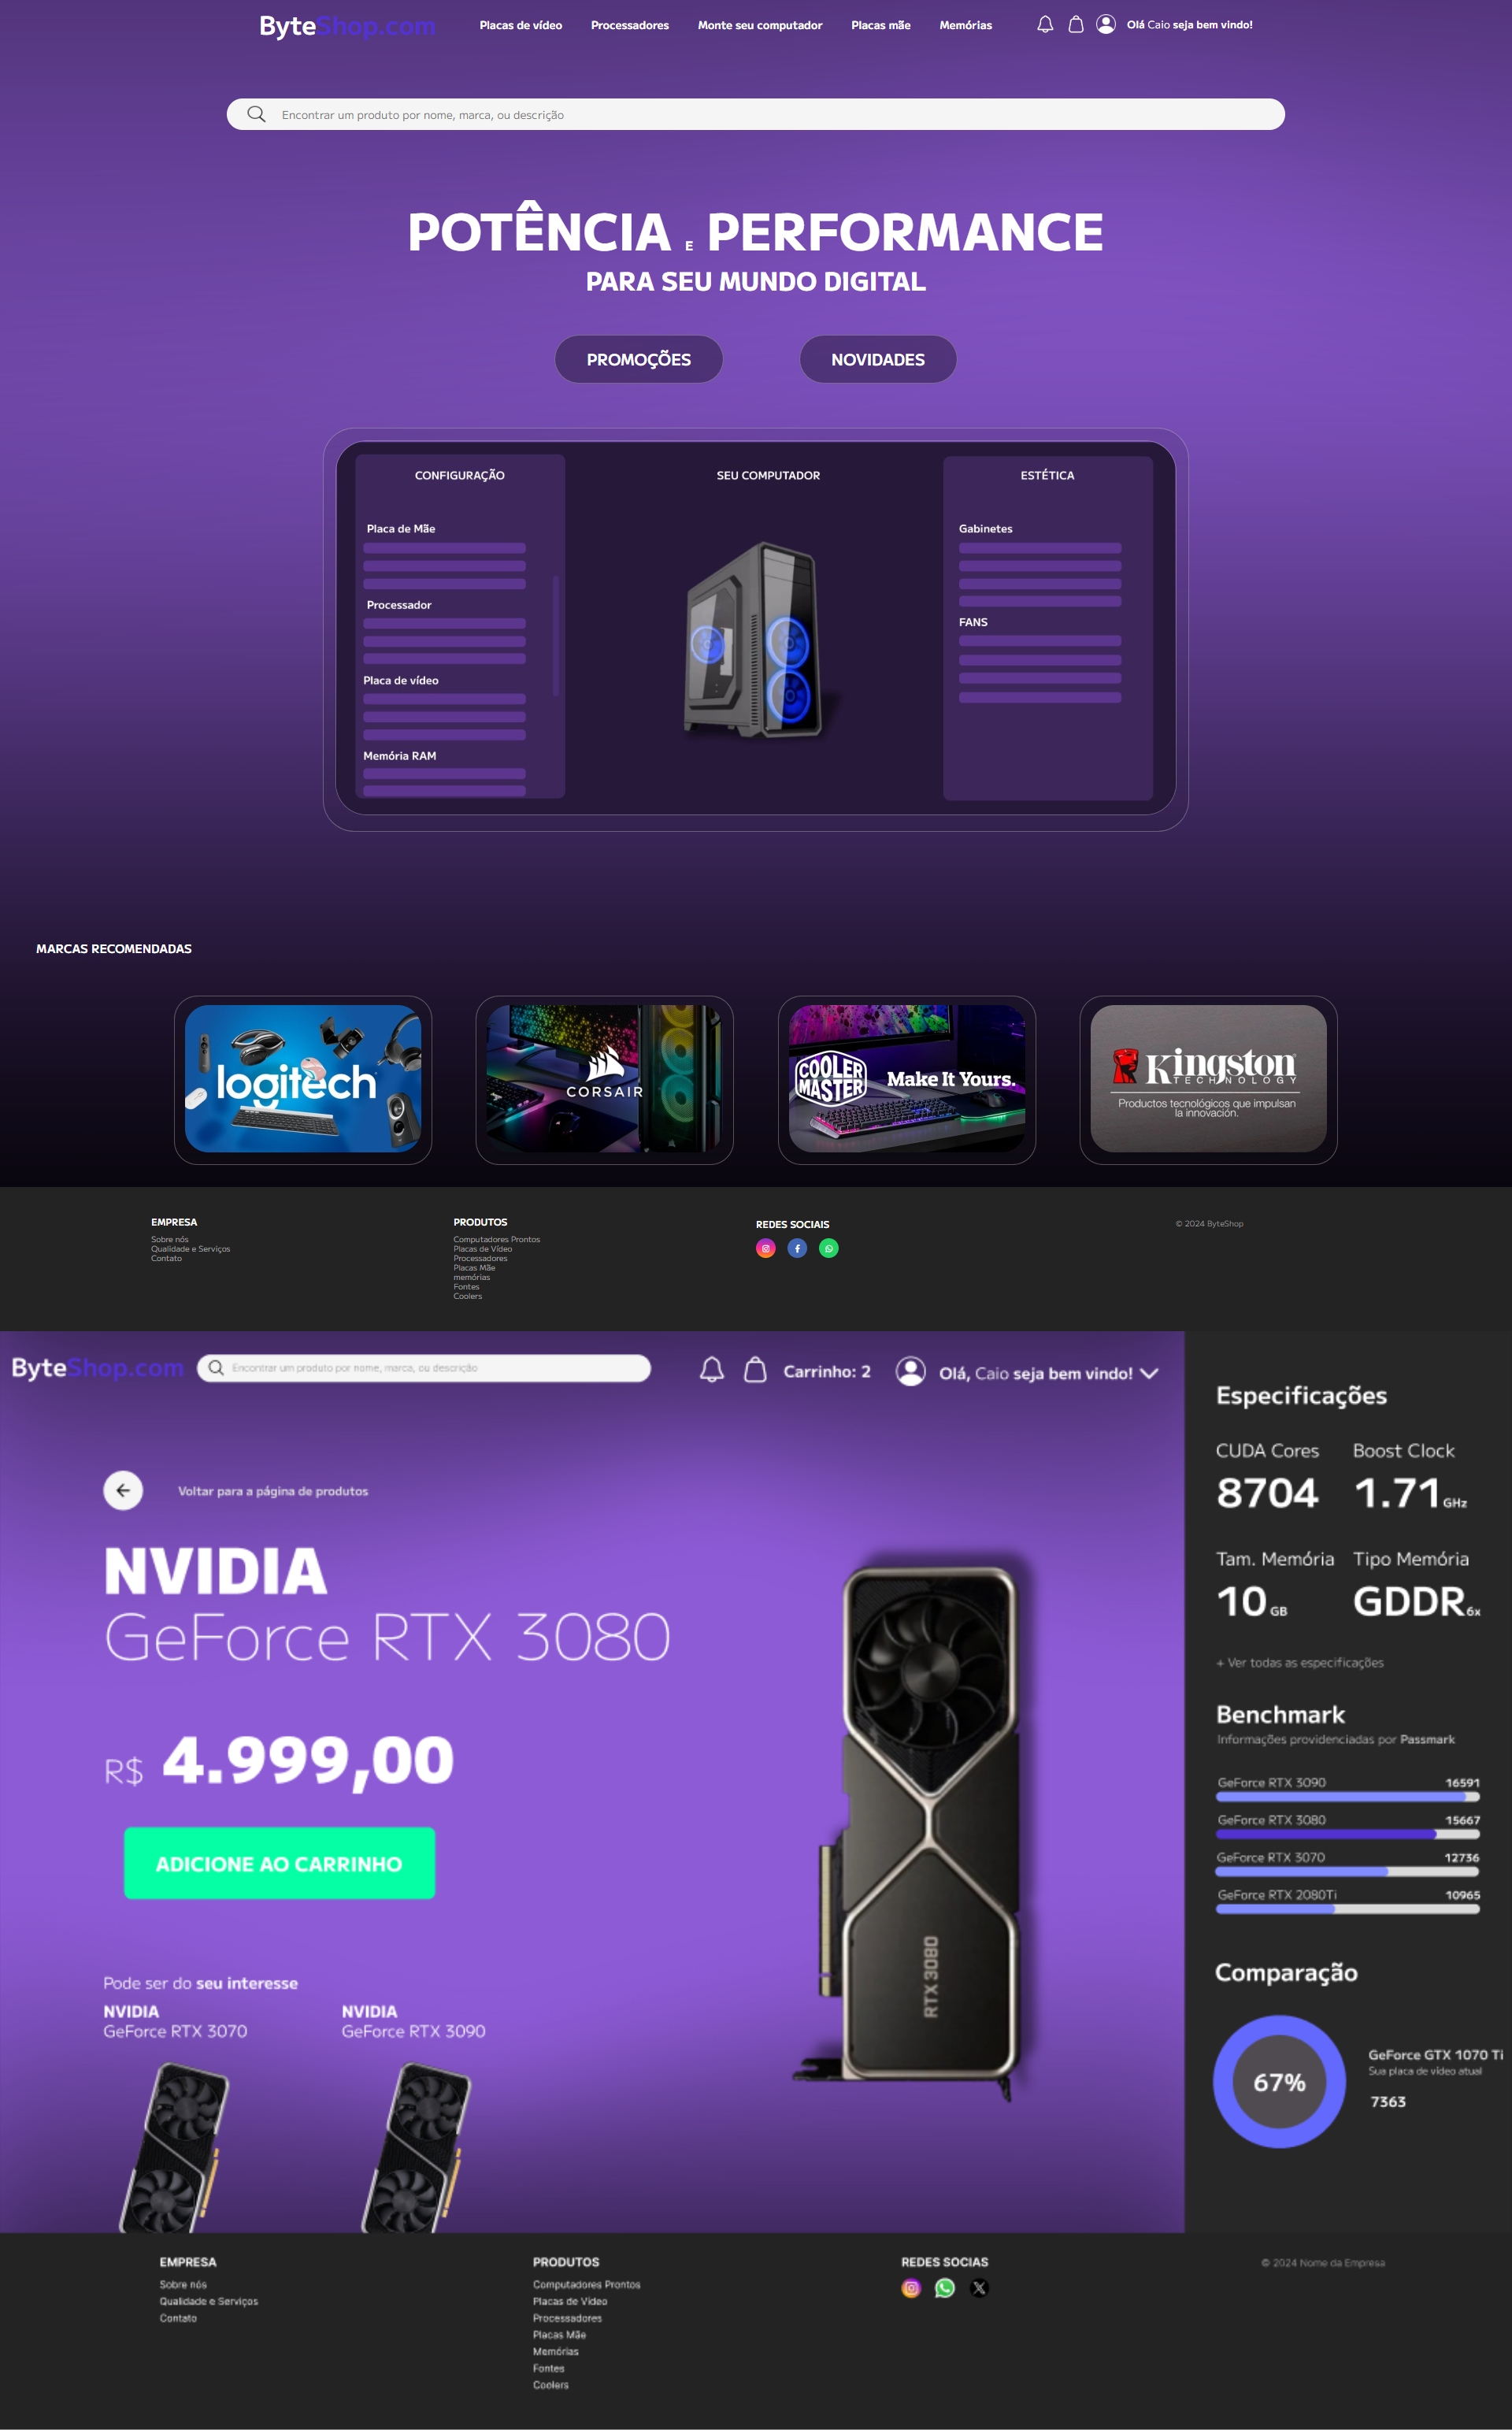 ByteShop.com Placas de vídeo Processadores Monte seu computador Placas mãe Memórias Olá Caio seja bem vindo!
Encontrar um produto por nome, marca, ou descrição
POTÊNCIA E PERFORMANCE
PARA SEU MUNDO DIGITAL
PROMOÇÕES NOVIDADES
CONFIGURAÇÃO
Placa de Mãe
Processador
Placa de vídeo
Memória RAM
SEU COMPUTADOR
ESTÉTICA
Gabinetes
FANS
MARCAS RECOMENDADAS
logitech
CORSAIR
COOLER
MASTER
Make It Yours.
Kingston
TECHNOLOGY
Productos tecnológicos que impulsan
la innovación.
EMPRESA
Sobre nós
Qualidade e Serviços
Contato
PRODUTOS
Computadores Prontos
Placas de Vídeo
Processadores
Placas Mãe
memórias
Fontes
Coolers
REDES SOCIAIS
© 2024 ByteShop
ByteShop.com Encontrar um produto por nome, marca, ou descrição Carrinho: 2 Olá, Caio seja bem vindo!
Voltar para a página de produtos
NVIDIA
GeForce RTX 3080
R$ 4.999,00
ADICIONE AO CARRINHO
Pode ser do seu interesse
NVIDIA
GeForce RTX 3070
NVIDIA
GeForce RTX 3090
RTX 3080
Especificações
CUDA Cores Boost Clock
8704 1.71 GHz
Tam. Memória Tipo Memória
10 GB GDDR 6x
+ Ver todas as especificações
Benchmark
Informações providenciadas por Passmark
GeForce RTX 3090 16591
GeForce RTX 3080 15667
GeForce RTX 3070 12736
GeForce RTX 2080Ti 10965
Comparação
67%
GeForce GTX 1070 Ti
Sua placa de vídeo atual
7363
EMPRESA
Sobre nós
Qualidade e Serviços
Contato
PRODUTOS
Computadores Prontos
Placas de Vídeo
Processadores
Placas Mãe
Memórias
Fontes
Coolers
REDES SOCIAS
© 2024 Nome da Empresa